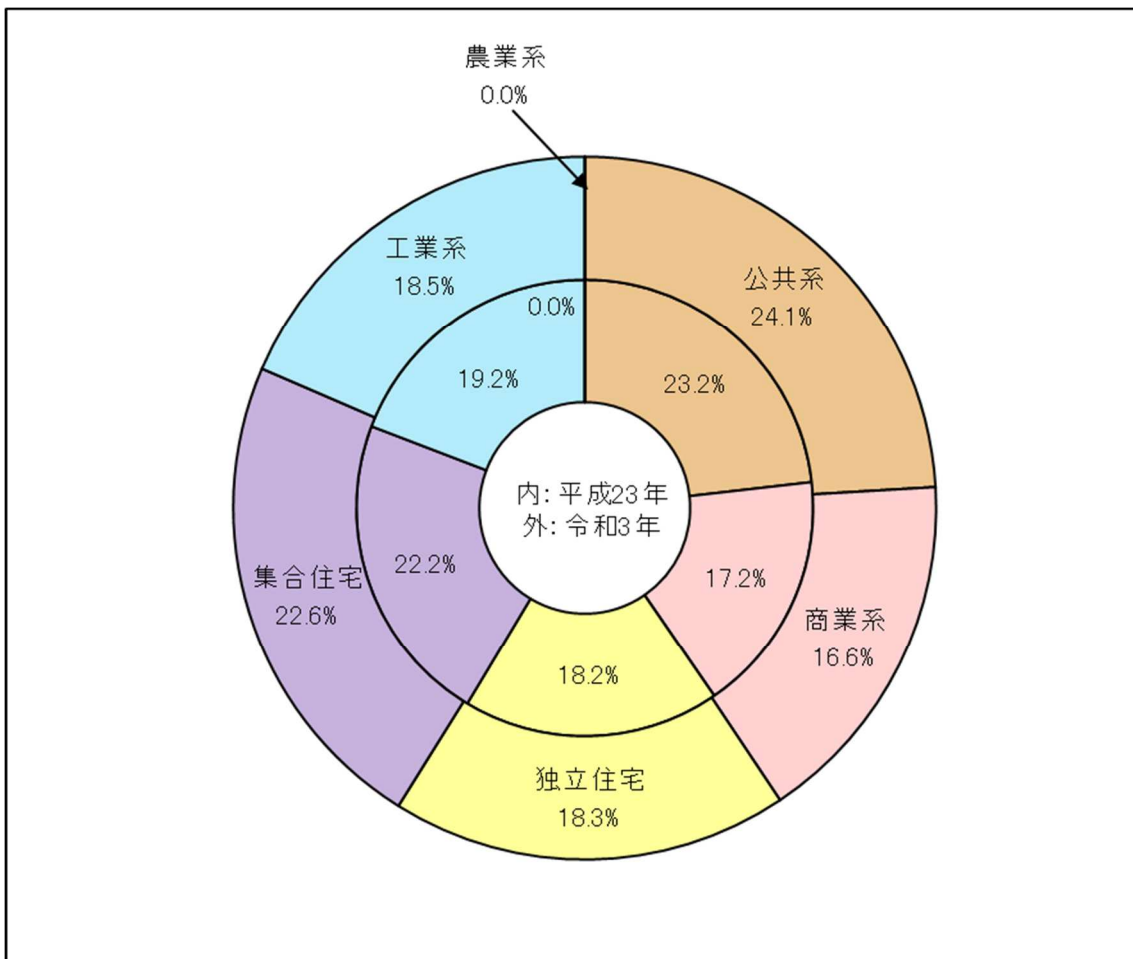 農業系
0.0%
工業系
18.5%
公共系
24.1%
0.0%
19.2%
23.2%
内: 平成23年
外: 令和3年
集合住宅
22.6%
22.2%
17.2%
商業系
16.6%
18.2%
独立住宅
18.3%